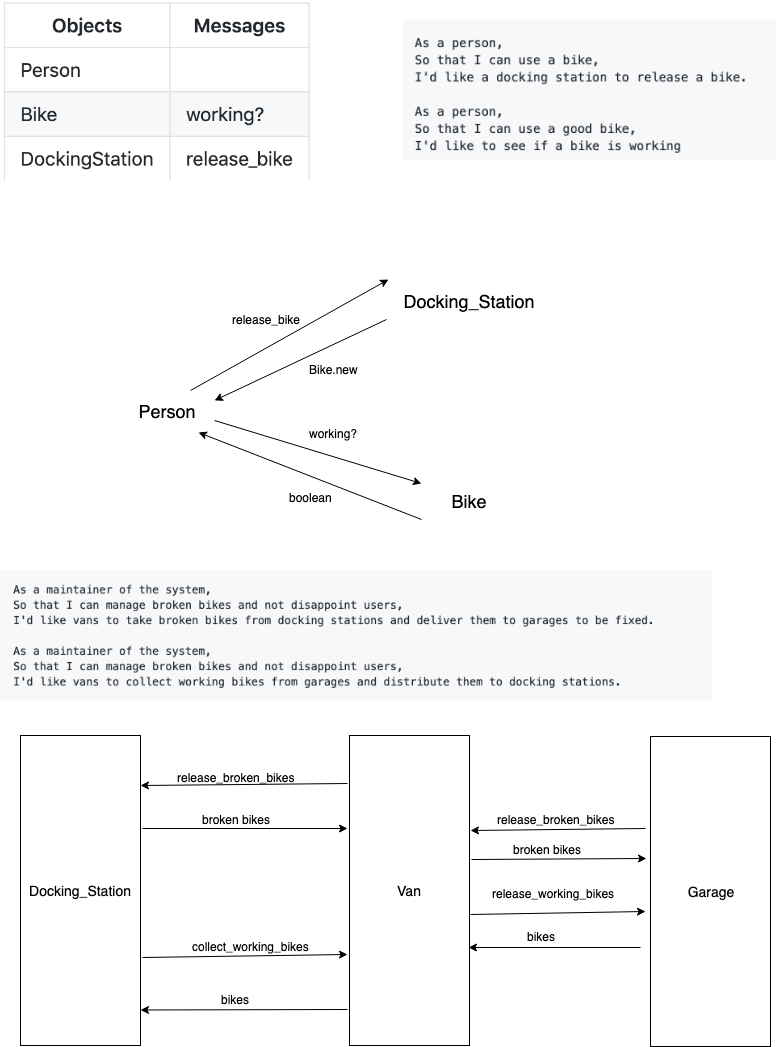 Objects Messages
Person
Bike working?
DockingStation release_bike
As a person,
So that I can use a bike,
I'd like a docking station to release a bike.
As a person,
So that I can use a good bike,
I'd like to see if a bike is working
Docking_Station
release_bike
Bike.new
Person
working?
boolean
Bike
As a maintainer of the system,
So that I can manage broken bikes and not disappoint users,
I'd like vans to take broken bikes from docking stations and deliver them to garages to be fixed.
As a maintainer of the system,
So that I can manage broken bikes and not disappoint users,
I'd like vans to collect working bikes from garages and distribute them to docking stations.
release_broken_bikes
broken bikes
release_broken_bikes
broken bikes
Docking_Station
Van
release_working_bikes
Garage
collect_working_bikes
bikes
bikes